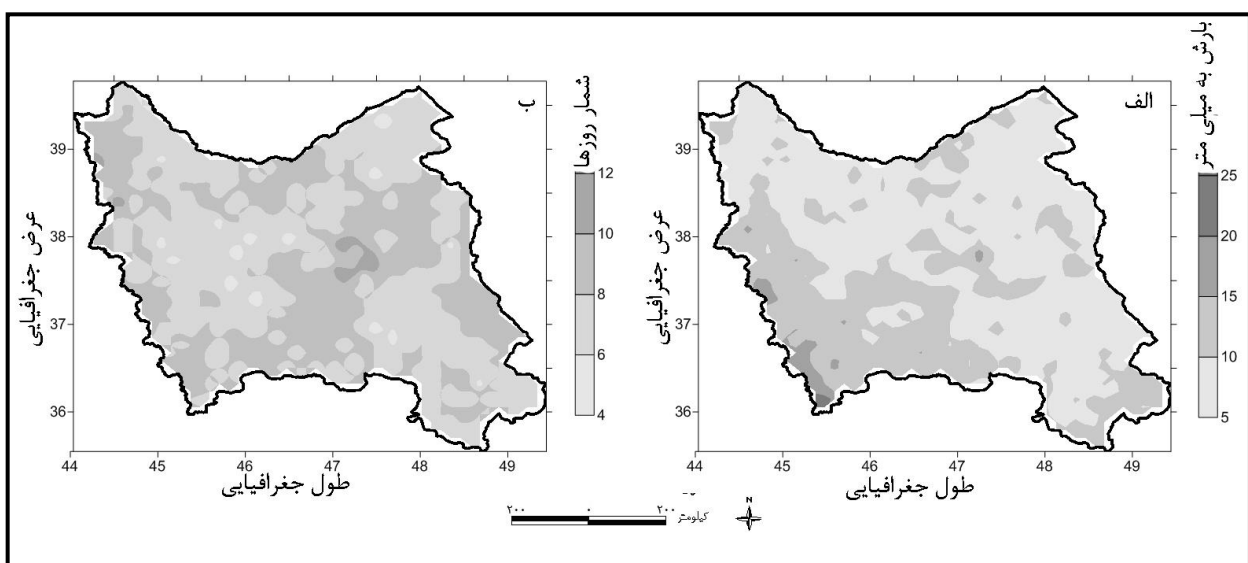 الف
بارش به میلی متر
25
20
15
10
5
عرض جغرافیایی
39
38
37
36
44 45 46 47 48 49
طول جغرافیایی
ب
شمار روزها
12
10
8
6
4
عرض جغرافیایی
39
38
37
36
44 45 46 47 48 49
طول جغرافیایی
۲۰۰ ۰ ۲۰۰
کیلومتر
N